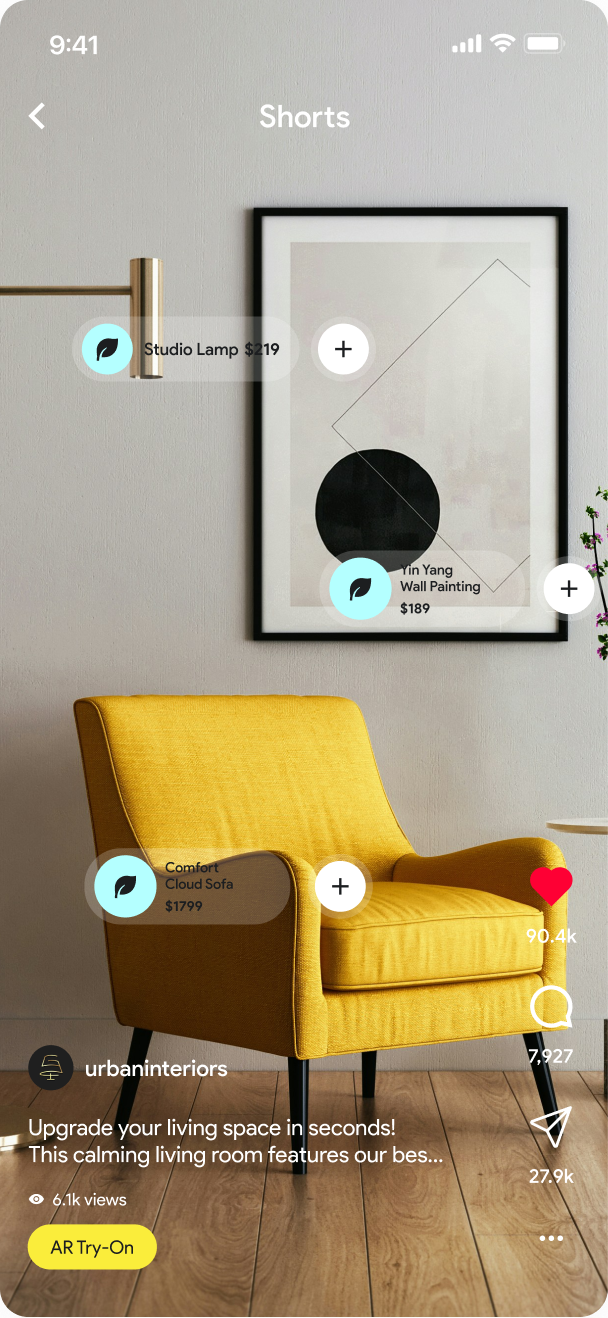 9:41
Shorts
Studio Lamp $219
Yin Yang
Wall Painting
$189
Comfort
Cloud Sofa
$1799
90.4k
7,927
urbaninteriors
Upgrade your living space in seconds!
This calming living room features our bes...
27.9k
6.1k views
AR Try-On